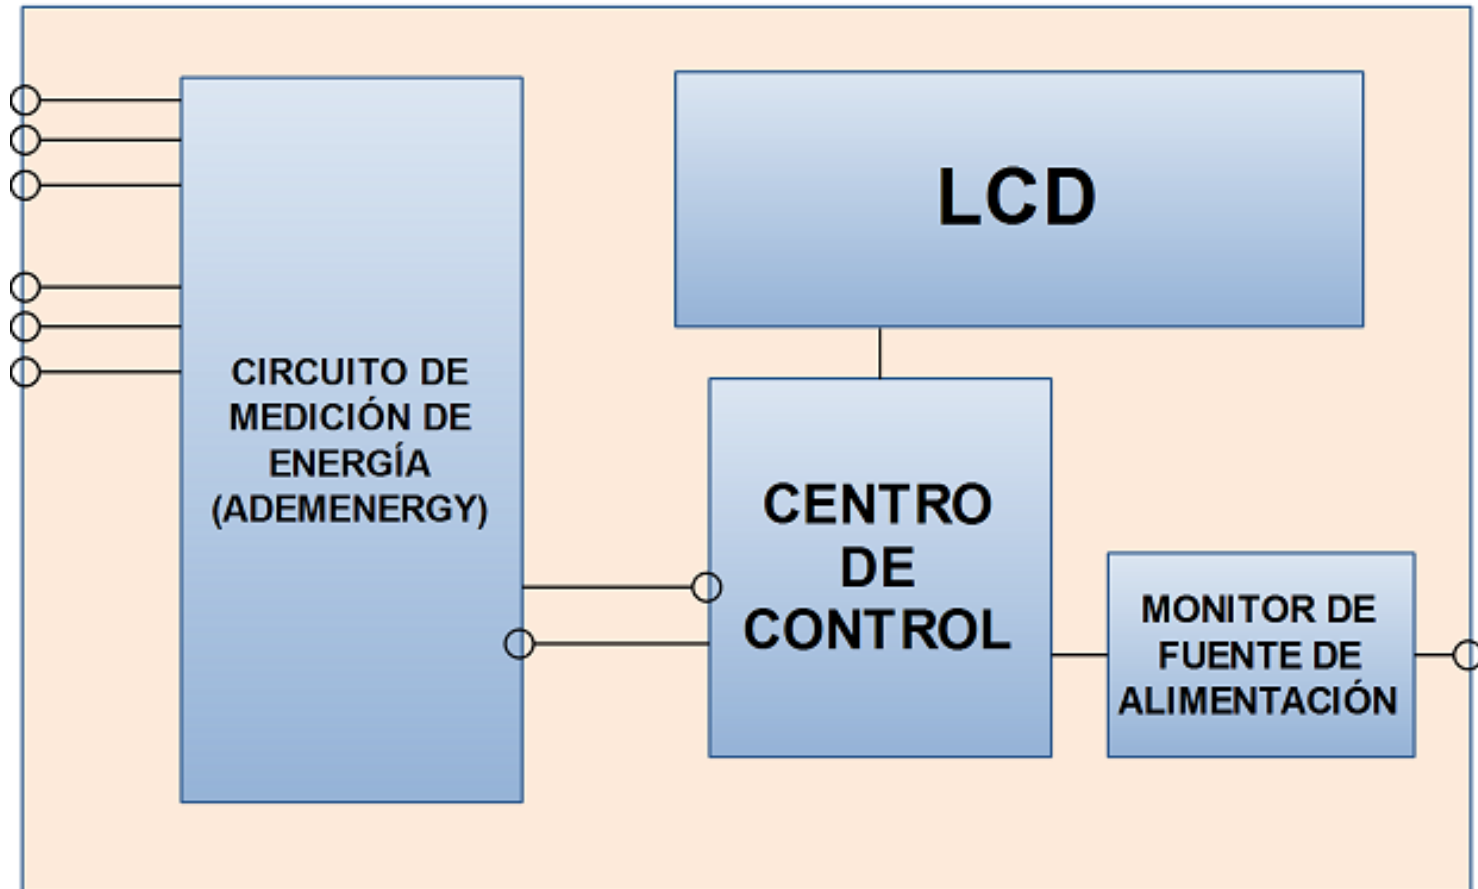 LCD
CIRCUITO DE
MEDICIÓN DE
ENERGÍA
(ADEMENERGY)
CENTRO
DE
CONTROL
MONITOR DE
FUENTE DE
ALIMENTACIÓN